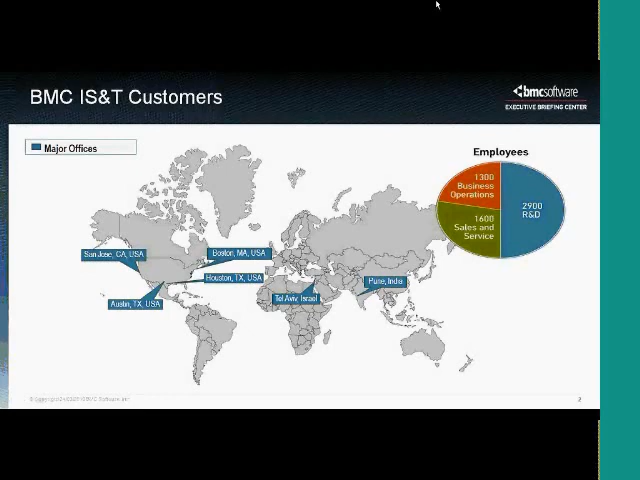 BMC IS&T Customers
bmcsoftware
EXECUTIVE BRIEFING CENTER
Major Offices
Employees
1300
Business
Operations
2900
R&D
1600
Sales and
Service
San Jose, CA, USA
Boston, MA, USA
Houston, TX, USA
Pune, India
Tel Aviv, Israel
Austin, TX, USA